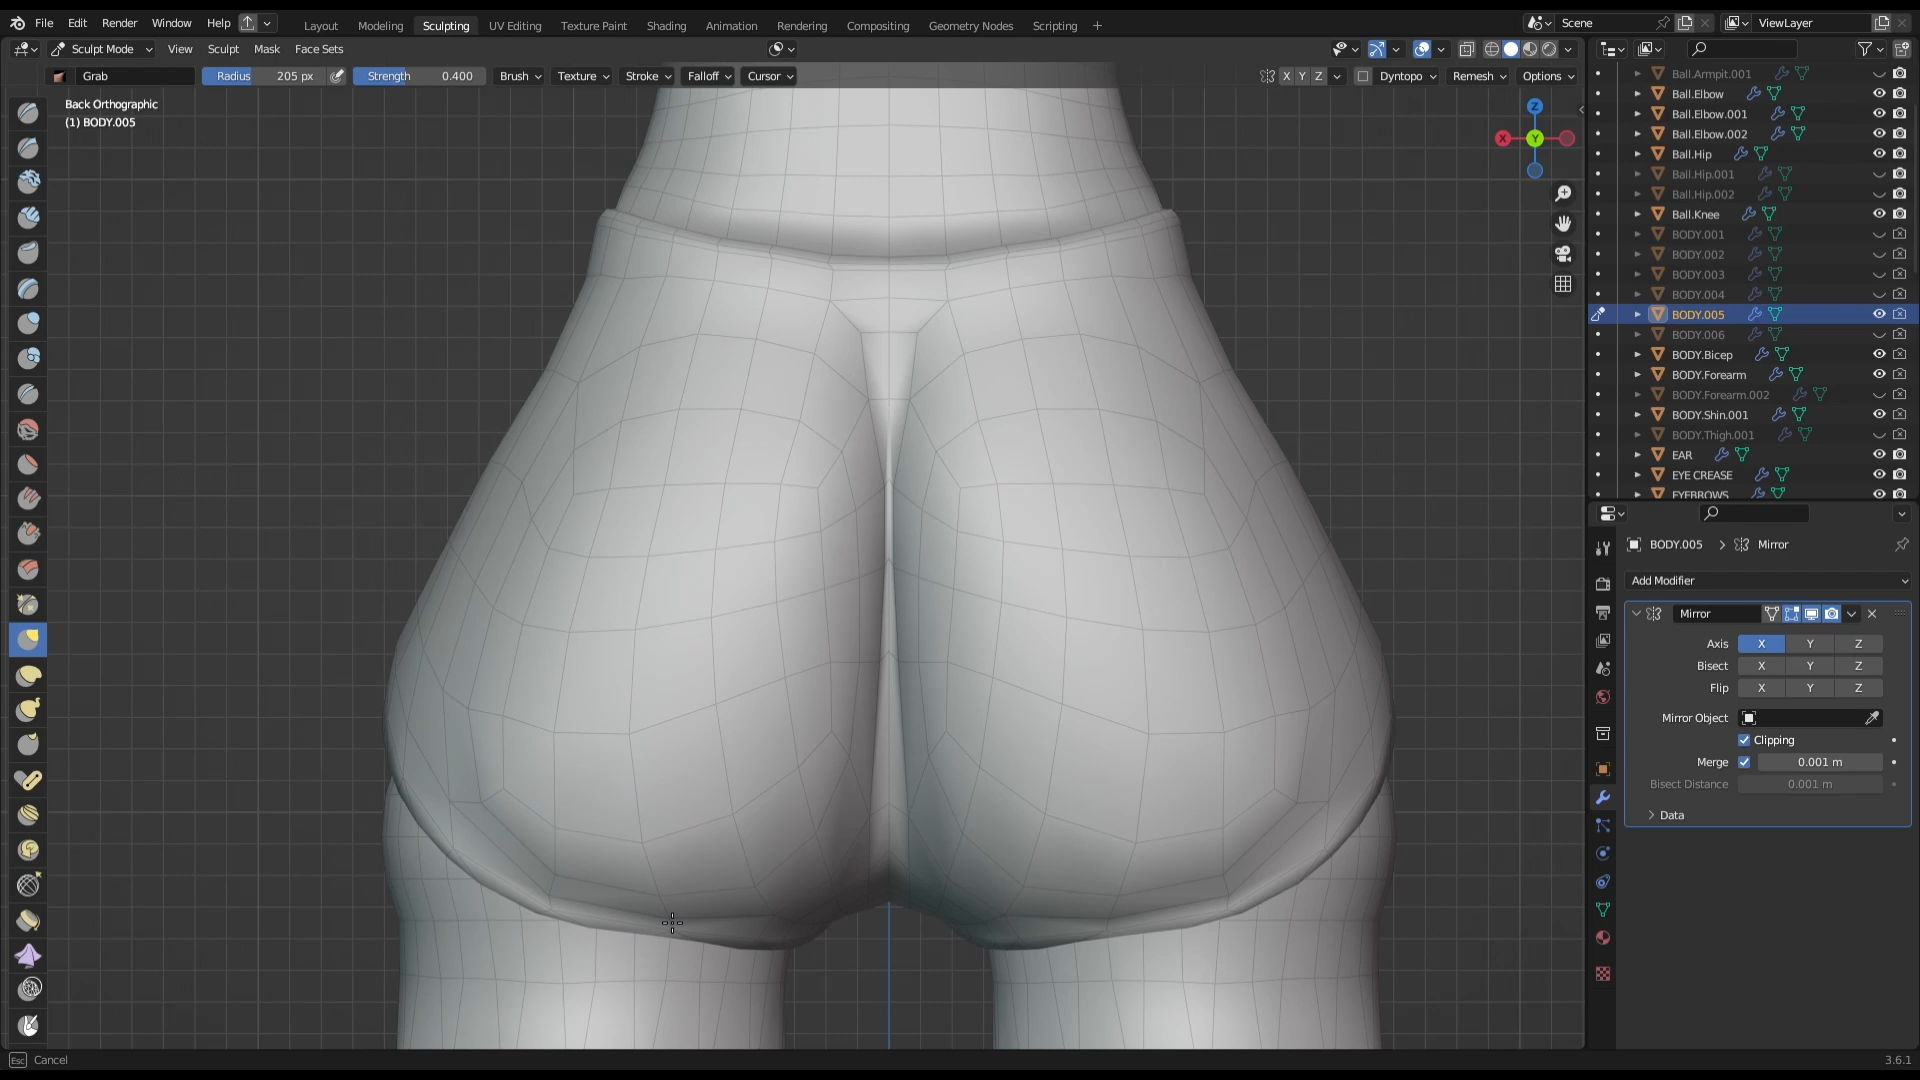 File Edit Render Window Help
Layout Modeling Sculpting UV Editing Texture Paint Shading Animation Rendering Compositing Geometry Nodes Scripting +
Scene
ViewLayer
Sculpt Mode View Sculpt Mask Face Sets
Grab Radius 205 px Strength 0.400 Brush Texture Stroke Falloff Cursor X Y Z Dyntopo Remesh Options
Back Orthographic
(1) BODY.005
Z
X
Y
Ball.Armpit.001
Ball.Elbow
Ball.Elbow.001
Ball.Elbow.002
Ball.Hip
Ball.Hip.001
Ball.Hip.002
Ball.Knee
BODY.001
BODY.002
BODY.003
BODY.004
BODY.005
BODY.006
BODY.Bicep
BODY.Forearm
BODY.Forearm.002
BODY.Shin.001
BODY.Thigh.001
EAR
EYE CREASE
EYEBROWS
BODY.005 Mirror
Add Modifier
Mirror
Axis X Y Z
Bisect X Y Z
Flip X Y Z
Mirror Object
Clipping
Merge 0.001 m
Bisect Distance 0.001 m
Data
Esc Cancel
3.6.1